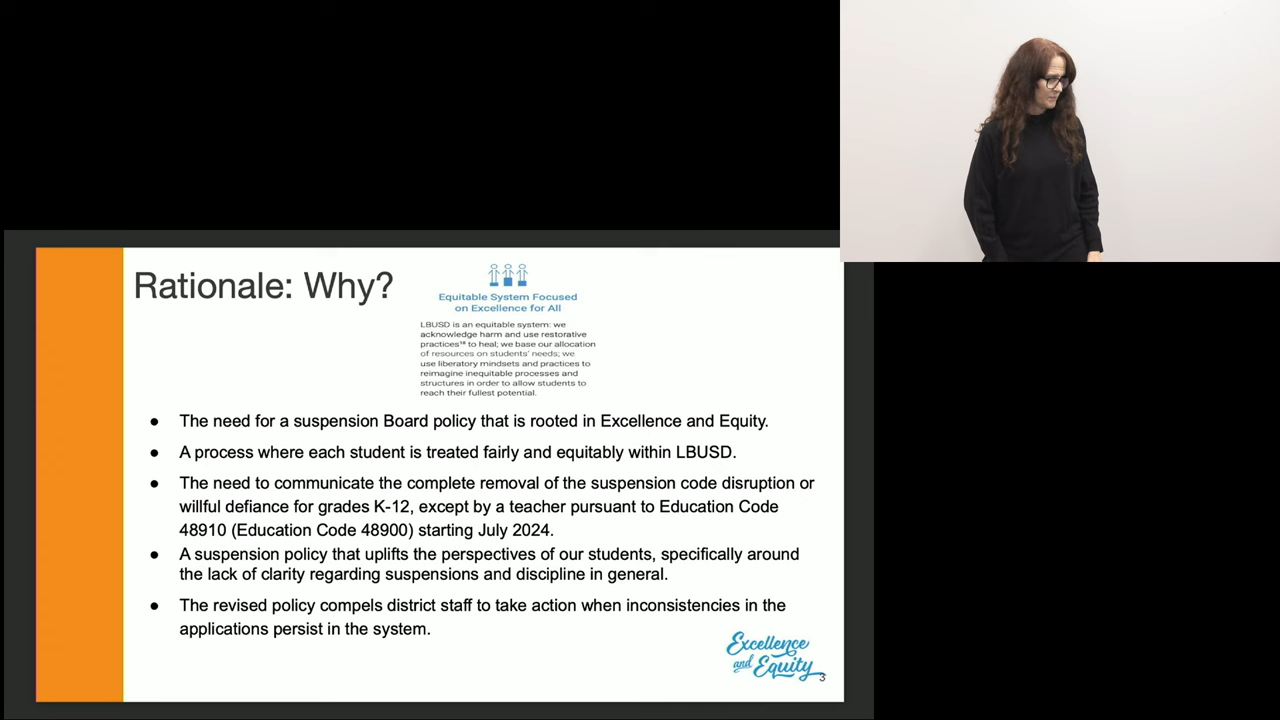 Rationale: Why?
Equitable System Focused
on Excellence for All
LBUSD is an equitable system: we
acknowledge harm and use restorative
practices¹⁹ to heal; we base our allocation
of resources on students' needs; we
use liberatory mindsets and practices to
reimagine inequitable processes and
structures in order to allow students to
reach their fullest potential.
● The need for a suspension Board policy that is rooted in Excellence and Equity.
● A process where each student is treated fairly and equitably within LBUSD.
● The need to communicate the complete removal of the suspension code disruption or
willful defiance for grades K-12, except by a teacher pursuant to Education Code
48910 (Education Code 48900) starting July 2024.
● A suspension policy that uplifts the perspectives of our students, specifically around
the lack of clarity regarding suspensions and discipline in general.
● The revised policy compels district staff to take action when inconsistencies in the
applications persist in the system.
Excellence
and Equity
3